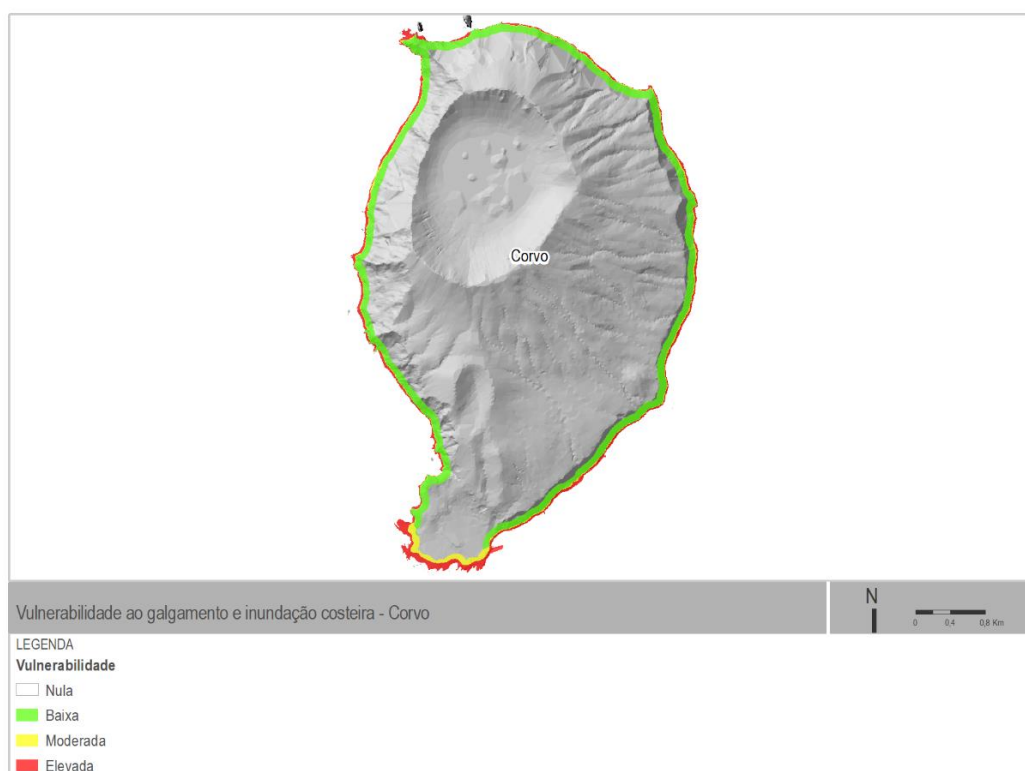 Corvo
Vulnerabilidade ao galgamento e inundação costeira - Corvo
N
0 0,4 0,8 Km
LEGENDA
Vulnerabilidade
Nula
Baixa
Moderada
Elevada